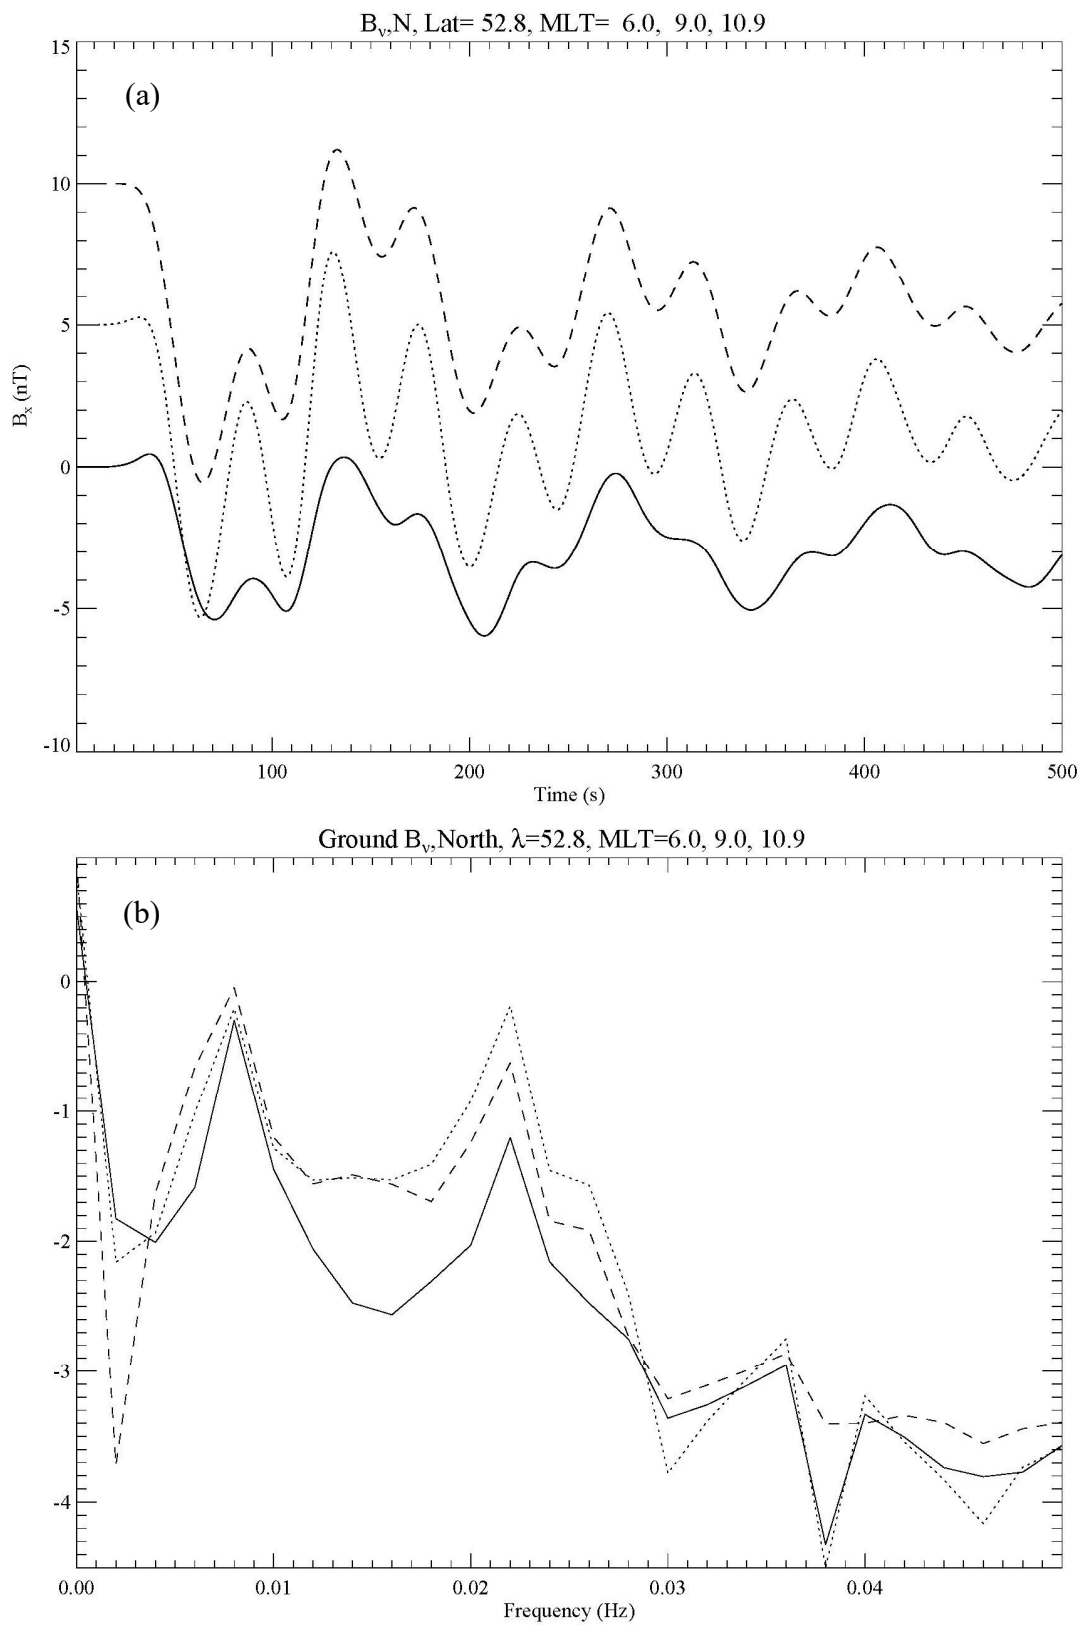 Bᵥ,N, Lat= 52.8, MLT= 6.0, 9.0, 10.9
15
(a)
10
5
Bₓ (nT)
0
-5
-10
100 200 300 400 500
Time (s)
Ground Bᵥ,North, λ=52.8, MLT=6.0, 9.0, 10.9
(b)
0
-1
-2
-3
-4
0.00 0.01 0.02 0.03 0.04
Frequency (Hz)